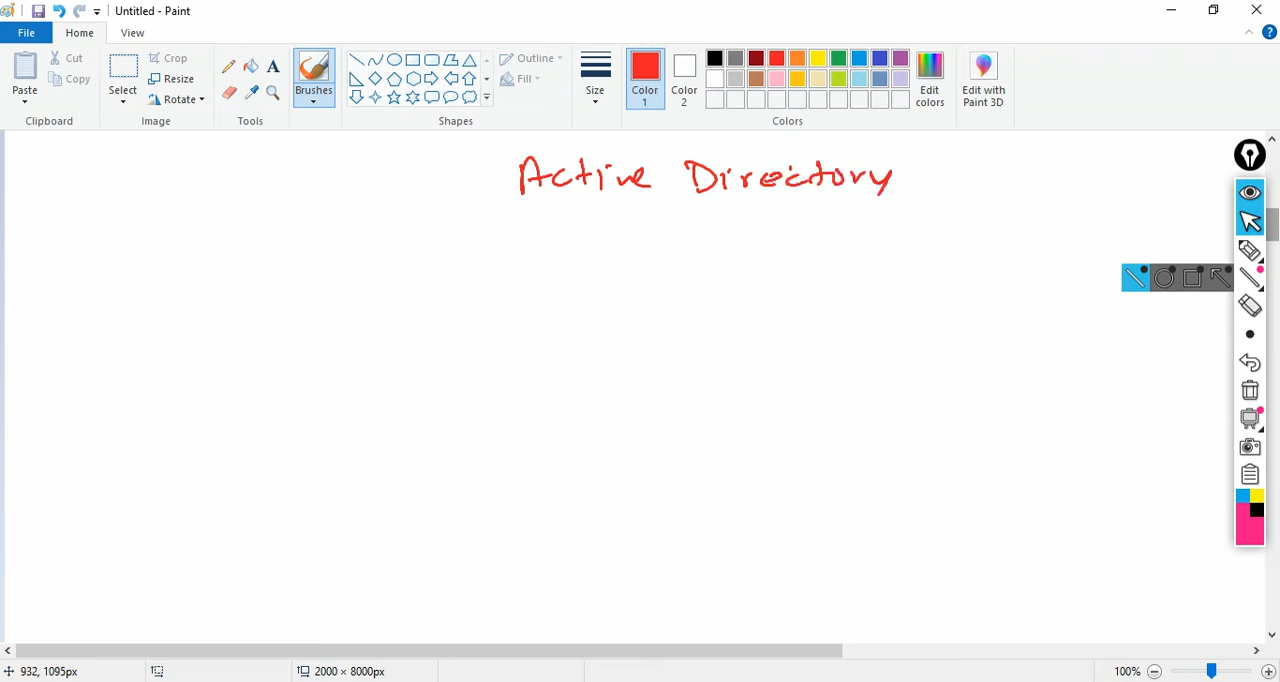 Untitled - Paint
File Home View
Paste Cut Copy Select Crop Resize Rotate A Brushes Outline Fill Size Color 1 Color 2 Edit colors Edit with Paint 3D
Clipboard Image Tools Shapes Colors
Active Directory
932, 1095px 2000 × 8000px 100%